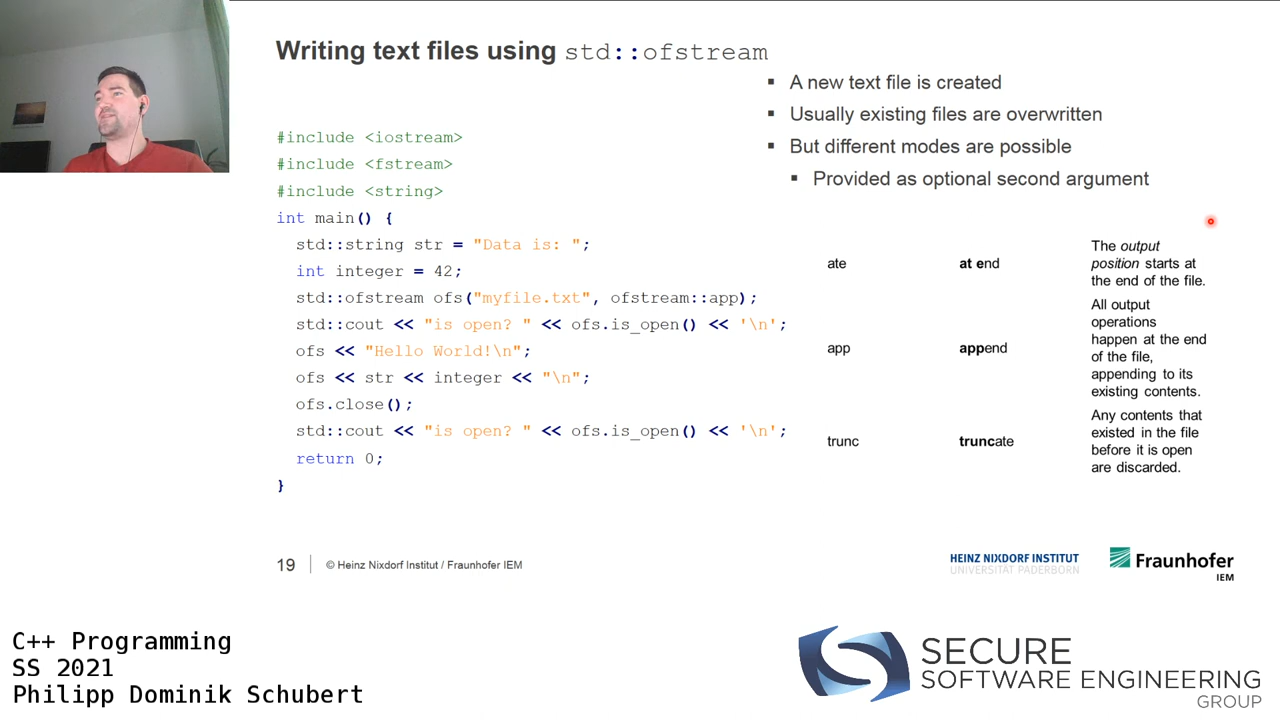 Writing text files using std::ofstream
▪ A new text file is created
▪ Usually existing files are overwritten
▪ But different modes are possible
▪ Provided as optional second argument
#include <iostream>
#include <fstream>
#include <string>
int main() {
  std::string str = "Data is: ";
  int integer = 42;
  std::ofstream ofs("myfile.txt", ofstream::app);
  std::cout << "is open? " << ofs.is_open() << '\n';
  ofs << "Hello World!\n";
  ofs << str << integer << "\n";
  ofs.close();
  std::cout << "is open? " << ofs.is_open() << '\n';
  return 0;
}
ate at end
The output
position starts at
the end of the file.
app append
All output
operations
happen at the end
of the file,
appending to its
existing contents.
trunc truncate
Any contents that
existed in the file
before it is open
are discarded.
19 © Heinz Nixdorf Institut / Fraunhofer IEM
HEINZ NIXDORF INSTITUT
UNIVERSITÄT PADERBORN
Fraunhofer
IEM
C++ Programming
SS 2021
Philipp Dominik Schubert
SECURE
SOFTWARE ENGINEERING
GROUP